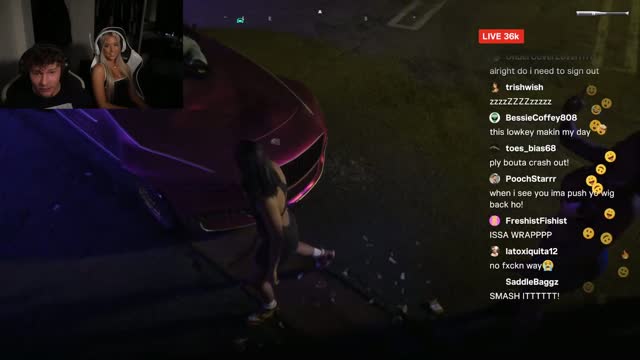 LIVE 36k
alright do i need to sign out
trishwish
zzzzZZZZzzzzz
BessieCoffey808
this lowkey makin my day
toes_bias68
ply bouta crash out!
PoochStarrr
when i see you ima push yo wig
back ho!
FreshistFishist
ISSA WRAPPPP
latoxiquita12
no fxckn way😭
SaddleBaggz
SMASH ITTTTTT!